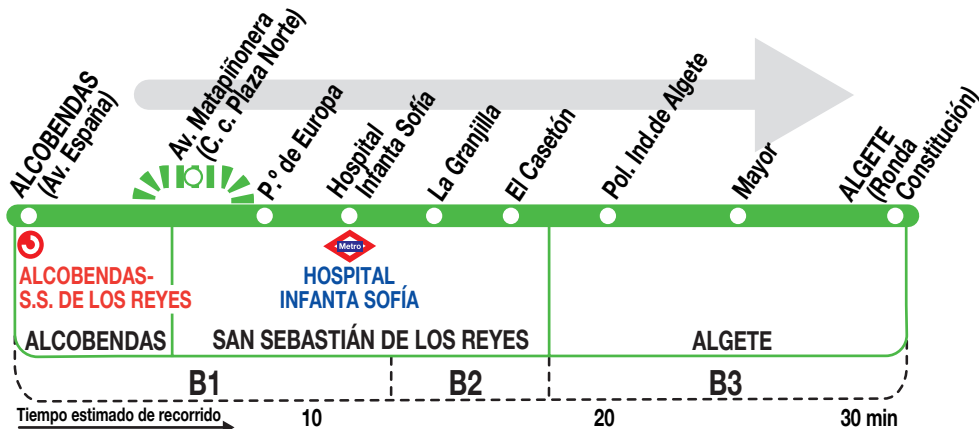 ALCOBENDAS
(Av. España)
Av. Matapiñonera
(C. c. Plaza Norte)
P.º de Europa
Hospital
Infanta Sofía
La Granjilla
El Casetón
Pol. Ind.de Algete
Mayor
ALGETE
(Ronda
Constitución)
ALCOBENDAS-
S.S. DE LOS REYES
Metro
HOSPITAL
INFANTA SOFÍA
ALCOBENDAS
SAN SEBASTIÁN DE LOS REYES
ALGETE
B1
B2
B3
Tiempo estimado de recorrido
10
20
30 min